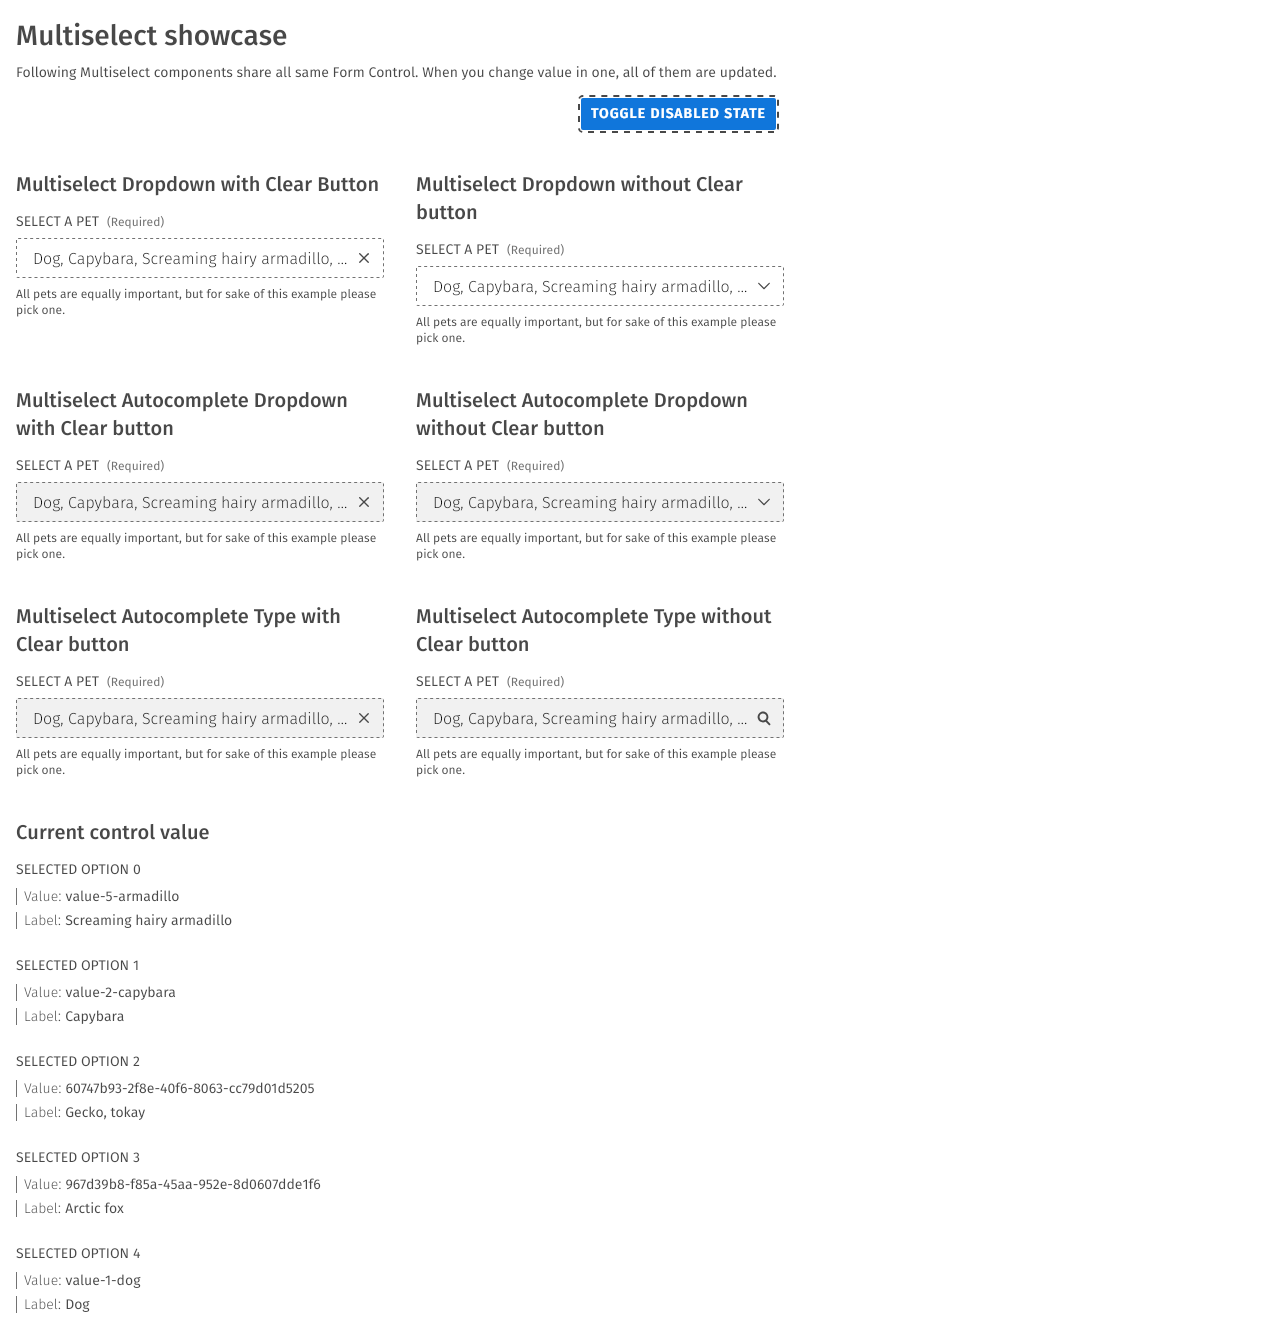 Multiselect showcase
Following Multiselect components share all same Form Control. When you change value in one, all of them are updated.
TOGGLE DISABLED STATE
Multiselect Dropdown with Clear Button
SELECT A PET (Required)
Dog, Capybara, Screaming hairy armadillo, ...
All pets are equally important, but for sake of this example please
pick one.
Multiselect Dropdown without Clear
button
SELECT A PET (Required)
Dog, Capybara, Screaming hairy armadillo, ...
All pets are equally important, but for sake of this example please
pick one.
Multiselect Autocomplete Dropdown
with Clear button
SELECT A PET (Required)
Dog, Capybara, Screaming hairy armadillo, ...
All pets are equally important, but for sake of this example please
pick one.
Multiselect Autocomplete Dropdown
without Clear button
SELECT A PET (Required)
Dog, Capybara, Screaming hairy armadillo, ...
All pets are equally important, but for sake of this example please
pick one.
Multiselect Autocomplete Type with
Clear button
SELECT A PET (Required)
Dog, Capybara, Screaming hairy armadillo, ...
All pets are equally important, but for sake of this example please
pick one.
Multiselect Autocomplete Type without
Clear button
SELECT A PET (Required)
Dog, Capybara, Screaming hairy armadillo, ...
All pets are equally important, but for sake of this example please
pick one.
Current control value
SELECTED OPTION 0
Value: value-5-armadillo
Label: Screaming hairy armadillo
SELECTED OPTION 1
Value: value-2-capybara
Label: Capybara
SELECTED OPTION 2
Value: 60747b93-2f8e-40f6-8063-cc79d01d5205
Label: Gecko, tokay
SELECTED OPTION 3
Value: 967d39b8-f85a-45aa-952e-8d0607dde1f6
Label: Arctic fox
SELECTED OPTION 4
Value: value-1-dog
Label: Dog